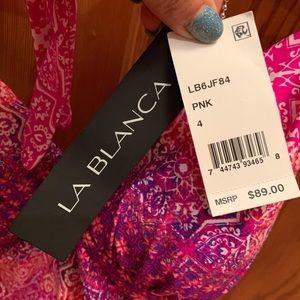 LA BLANCA
LB6JF84
PNK
4
7 44743 93465 8
MSRP $89.00